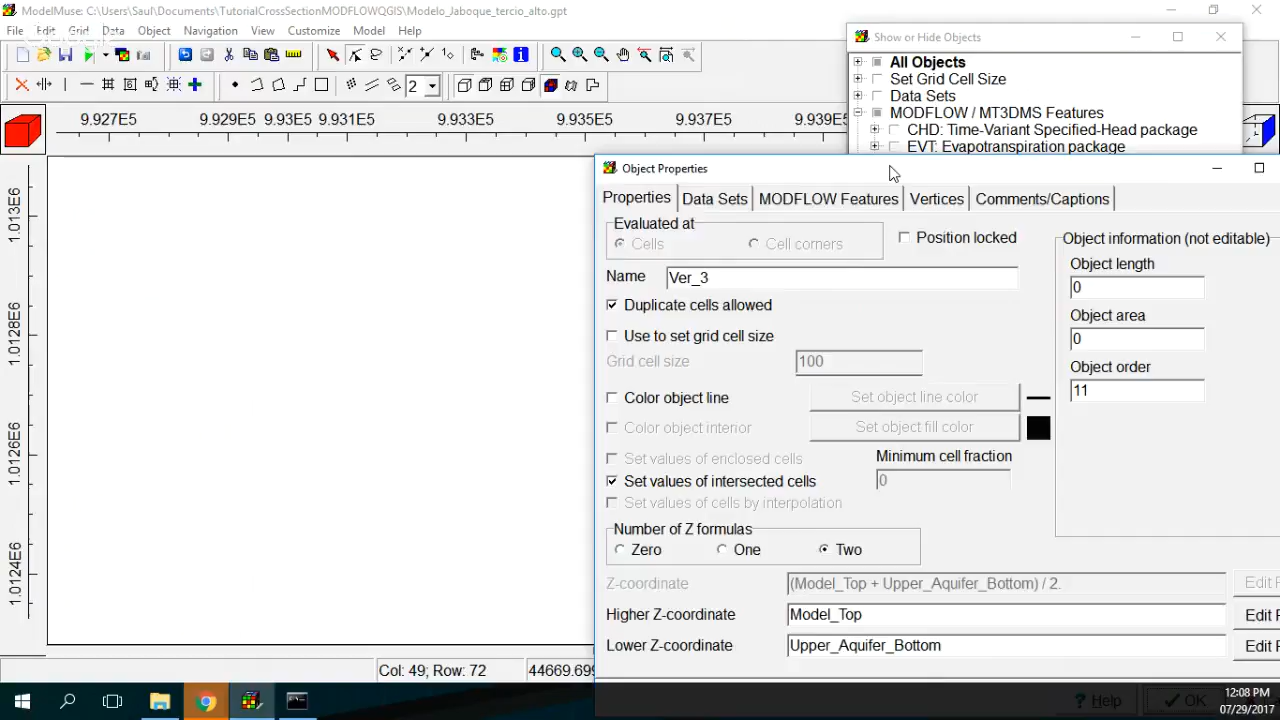 ModelMuse: C:\Users\Saul\Documents\TutorialCrossSectionMODFLOWQGIS\Modelo_Jaboque_tercio_alto.gpt
File Edit Grid Data Object Navigation View Customize Model Help
Show or Hide Objects
2
All Objects
Set Grid Cell Size
Data Sets
MODFLOW / MT3DMS Features
CHD: Time-Variant Specified-Head package
EVT: Evapotranspiration package
9.927E5 9.929E5 9.93E5 9.931E5 9.933E5 9.935E5 9.937E5 9.939E5
1.013E6
1.0128E6
1.0126E6
1.0124E6
Object Properties
Properties Data Sets MODFLOW Features Vertices Comments/Captions
Evaluated at
Cells Cell corners
Position locked
Name Ver_3
Duplicate cells allowed
Use to set grid cell size
Grid cell size 100
Color object line Set object line color
Color object interior Set object fill color
Set values of enclosed cells
Minimum cell fraction
Set values of intersected cells 0
Set values of cells by interpolation
Number of Z formulas
Zero One Two
Z-coordinate (Model_Top + Upper_Aquifer_Bottom) / 2. Edit F
Higher Z-coordinate Model_Top Edit F
Lower Z-coordinate Upper_Aquifer_Bottom Edit F
Object information (not editable)
Object length
0
Object area
0
Object order
11
Help OK
Col: 49; Row: 72 44669.699
12:08 PM
07/29/2017